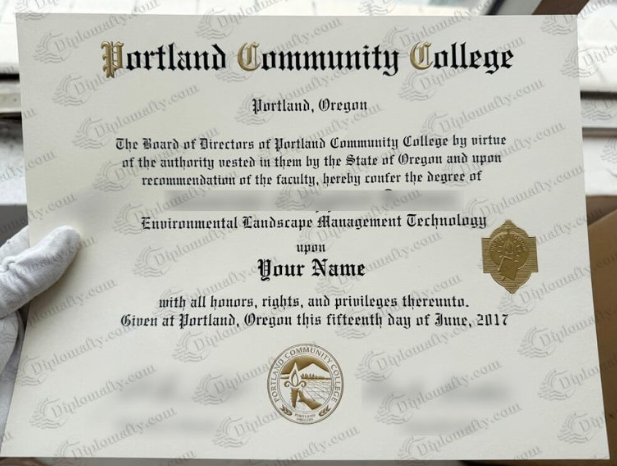 Portland Community College
Portland, Oregon
The Board of Directors of Portland Community College by virtue
of the authority vested in them by the State of Oregon and upon
recommendation of the faculty, hereby confer the degree of
Environmental Landscape Management Technology
upon
Your Name
with all honors, rights, and privileges thereunto.
Given at Portland, Oregon this fifteenth day of June, 2017
PORTLAND COMMUNITY COLLEGE
PORTLAND
OREGON
Diplomafty.com